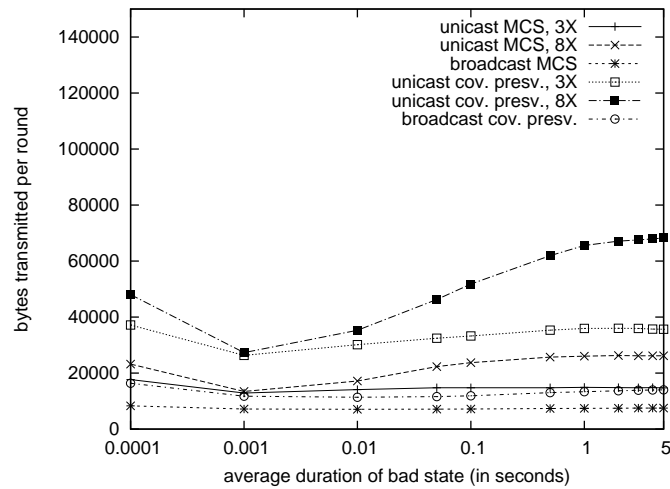 140000
120000
100000
80000
60000
40000
20000
0
bytes transmitted per round
unicast MCS, 3X
unicast MCS, 8X
broadcast MCS
unicast cov. presv., 3X
unicast cov. presv., 8X
broadcast cov. presv.
0.0001 0.001 0.01 0.1 1 5
average duration of bad state (in seconds)